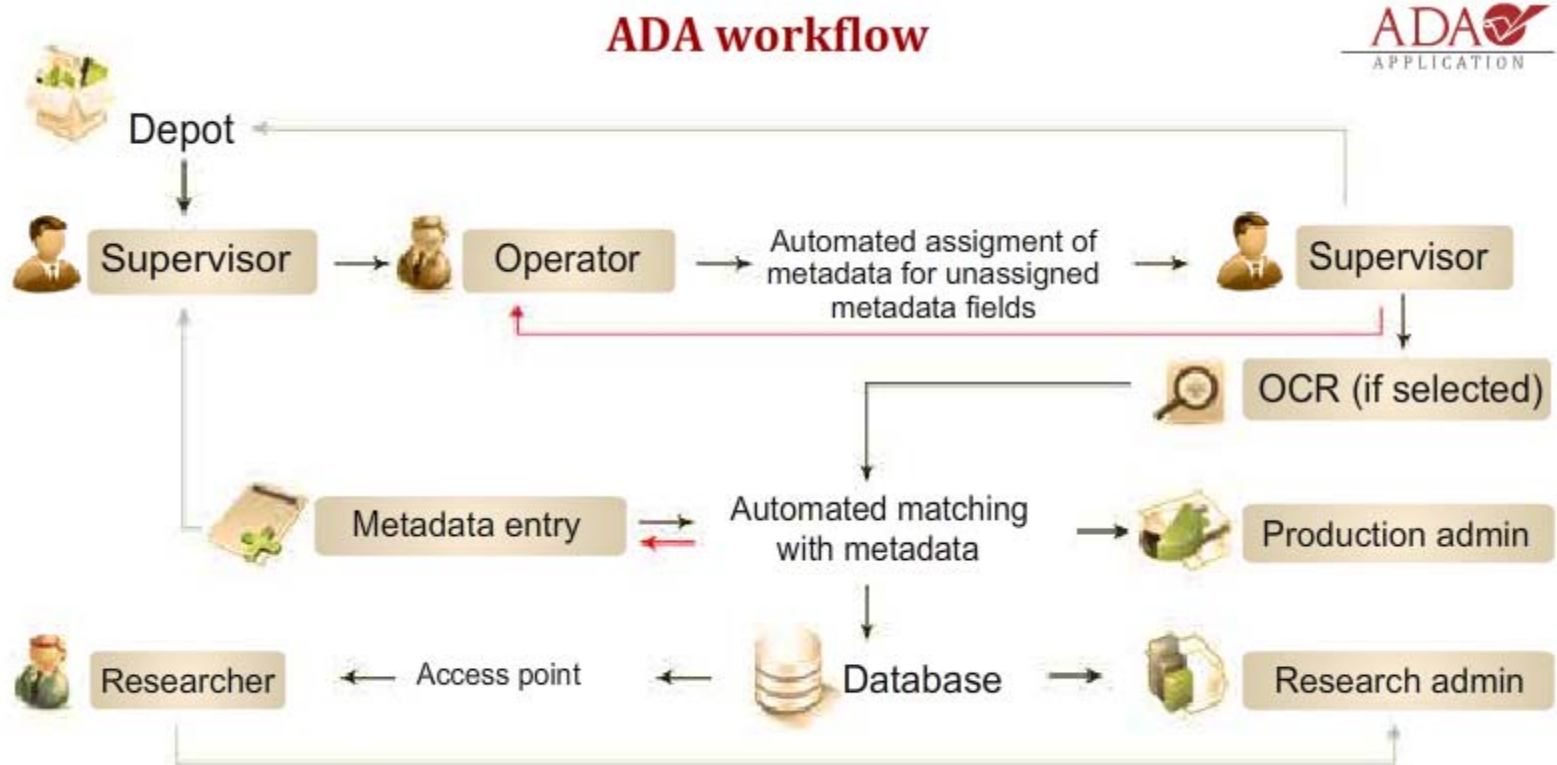 ADA workflow
ADA
APPLICATION
Depot
Supervisor
Operator
Automated assigment of
metadata for unassigned
metadata fields
Supervisor
OCR (if selected)
Metadata entry
Automated matching
with metadata
Production admin
Researcher
Access point
Database
Research admin